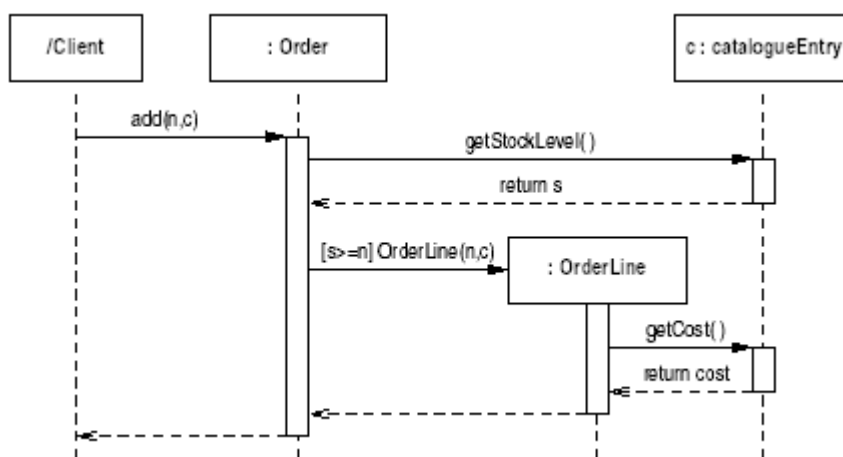 /Client
: Order
c : catalogueEntry
add(n,c)
getStockLevel( )
return s
[s>=n] OrderLine(n,c)
: OrderLine
getCost( )
return cost